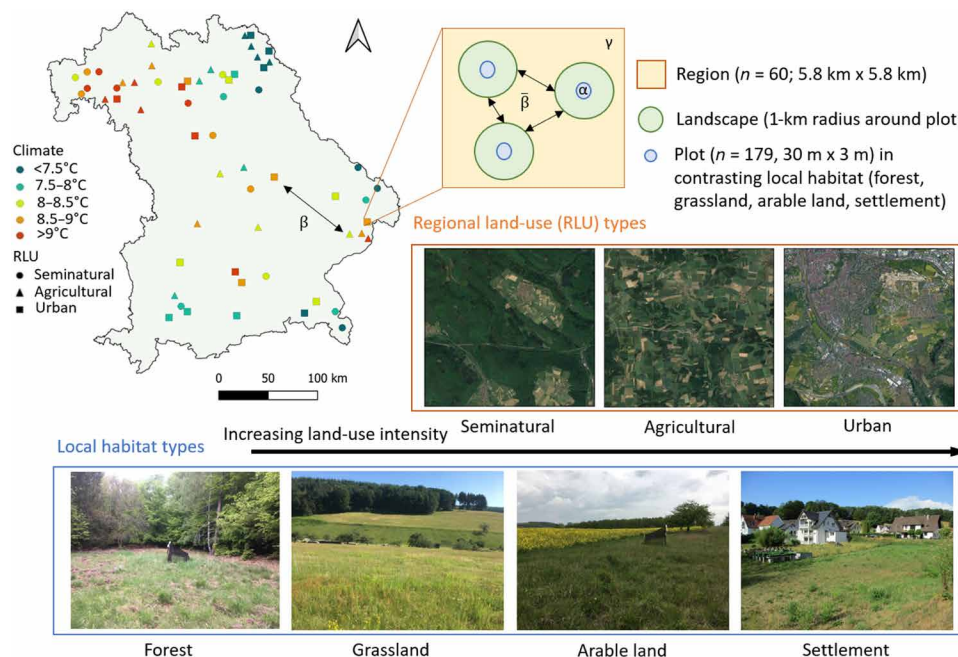 γ
α
β̅
Region (n = 60; 5.8 km x 5.8 km)
Landscape (1-km radius around plot
Plot (n = 179, 30 m x 3 m) in
contrasting local habitat (forest,
grassland, arable land, settlement)
Climate
<7.5°C
7.5–8°C
8–8.5°C
8.5–9°C
>9°C
RLU
Seminatural
Agricultural
Urban
β
0 50 100 km
Regional land-use (RLU) types
Seminatural
Agricultural
Urban
Increasing land-use intensity
Local habitat types
Forest
Grassland
Arable land
Settlement